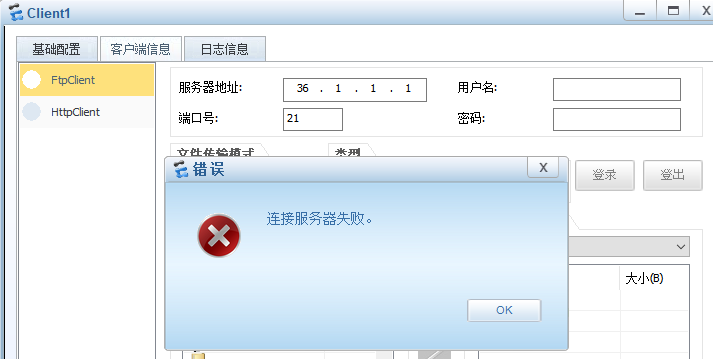 Client1
X
基础配置
客户端信息
日志信息
FtpClient
HttpClient
服务器地址:
36 . 1 . 1 . 1
用户名:
端口号:
21
密码:
文件传输模式
类型
错误
X
登录
登出
连接服务器失败。
大小(B)
OK